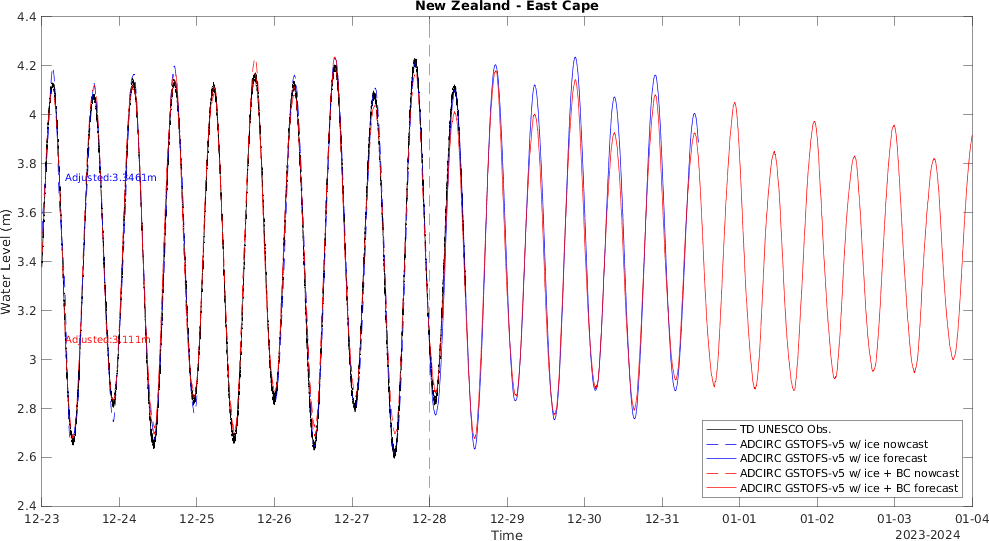 New Zealand - East Cape
4.4
4.2
4
3.8
3.6
3.4
3.2
3
2.8
2.6
2.4
Water Level (m)
Adjusted:3.3461m
Adjusted:3.111m
TD UNESCO Obs.
ADCIRC GSTOFS-v5 w/ ice nowcast
ADCIRC GSTOFS-v5 w/ ice forecast
ADCIRC GSTOFS-v5 w/ ice + BC nowcast
ADCIRC GSTOFS-v5 w/ ice + BC forecast
12-23 12-24 12-25 12-26 12-27 12-28 12-29 12-30 12-31 01-01 01-02 01-03 01-04
Time 2023-2024